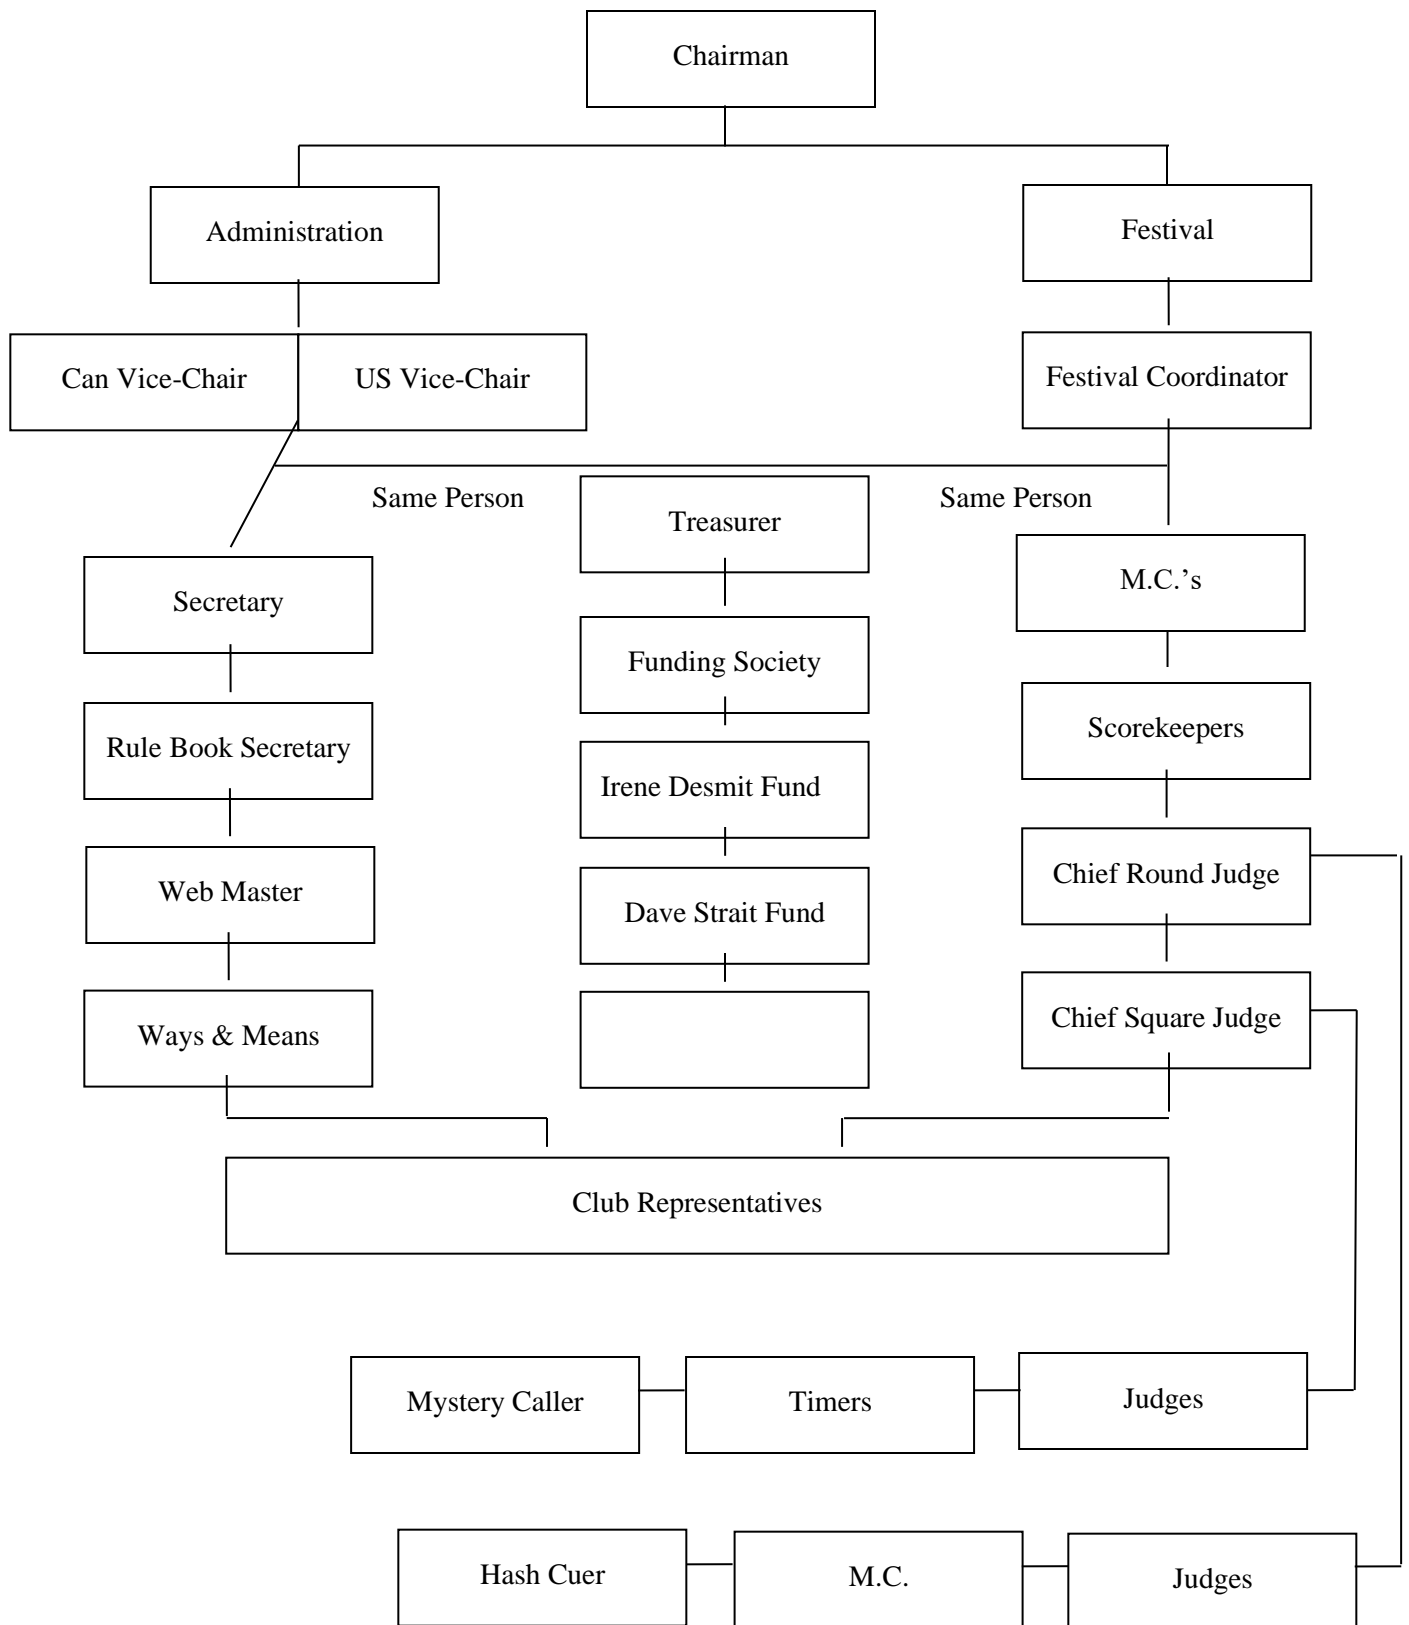 Chairman
Administration
Festival
Can Vice-Chair
US Vice-Chair
Festival Coordinator
Same Person
Same Person
Treasurer
Secretary
M.C.’s
Funding Society
Rule Book Secretary
Scorekeepers
Irene Desmit Fund
Web Master
Chief Round Judge
Dave Strait Fund
Ways & Means
Chief Square Judge
Club Representatives
Mystery Caller
Timers
Judges
Hash Cuer
M.C.
Judges